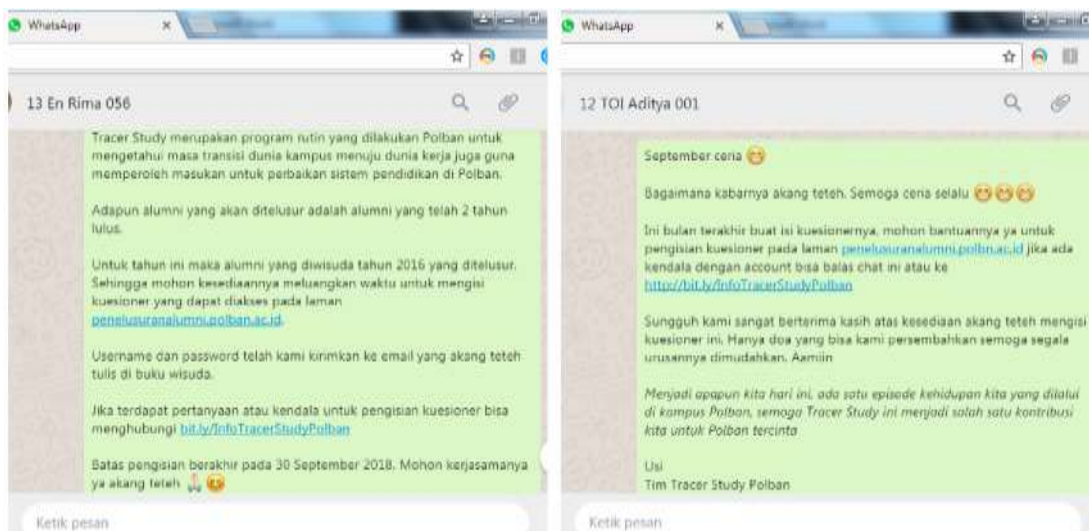 WhatsApp
13 En Rima 056
Tracer Study merupakan program rutin yang dilakukan Polban untuk
mengetahui masa transisi dunia kampus menuju dunia kerja juga guna
memperoleh masukan untuk perbaikan sistem pendidikan di Polban.
Adapun alumni yang akan ditelusur adalah alumni yang telah 2 tahun
lulus.
Untuk tahun ini maka alumni yang diwisuda tahun 2016 yang ditelusur.
Sehingga mohon kesediaannya meluangkan waktu untuk mengisi
kuesioner yang dapat diakses pada laman
penelusuranalumni.polban.ac.id.
Username dan password telah kami kirimkan ke email yang akang teteh
tulis di buku wisuda.
Jika terdapat pertanyaan atau kendala untuk pengisian kuesioner bisa
menghubungi bit.ly/InfoTracerStudyPolban
Batas pengisian berakhir pada 30 September 2018. Mohon kerjasamanya
ya akang teteh 🙏😊
Ketik pesan
WhatsApp
12 TOI Aditya 001
September ceria 😁
Bagaimana kabarnya akang teteh. Semoga ceria selalu 😁😁😁
Ini bulan terakhir buat isi kuesionernya, mohon bantuannya ya untuk
pengisian kuesioner pada laman penelusuranalumni.polban.ac.id jika ada
kendala dengan account bisa balas chat ini atau ke
http://bit.ly/InfoTracerStudyPolban
Sungguh kami sangat berterima kasih atas kesediaan akang teteh mengisi
kuesioner ini. Hanya doa yang bisa kami persembahkan semoga segala
urusannya dimudahkan. Aamiin
Menjadi apapun kita hari ini, ada satu episode kehidupan kita yang dilalui
di kampus Polban, semoga Tracer Study ini menjadi salah satu kontribusi
kita untuk Polban tercinta
Usi
Tim Tracer Study Polban
Ketik pesan